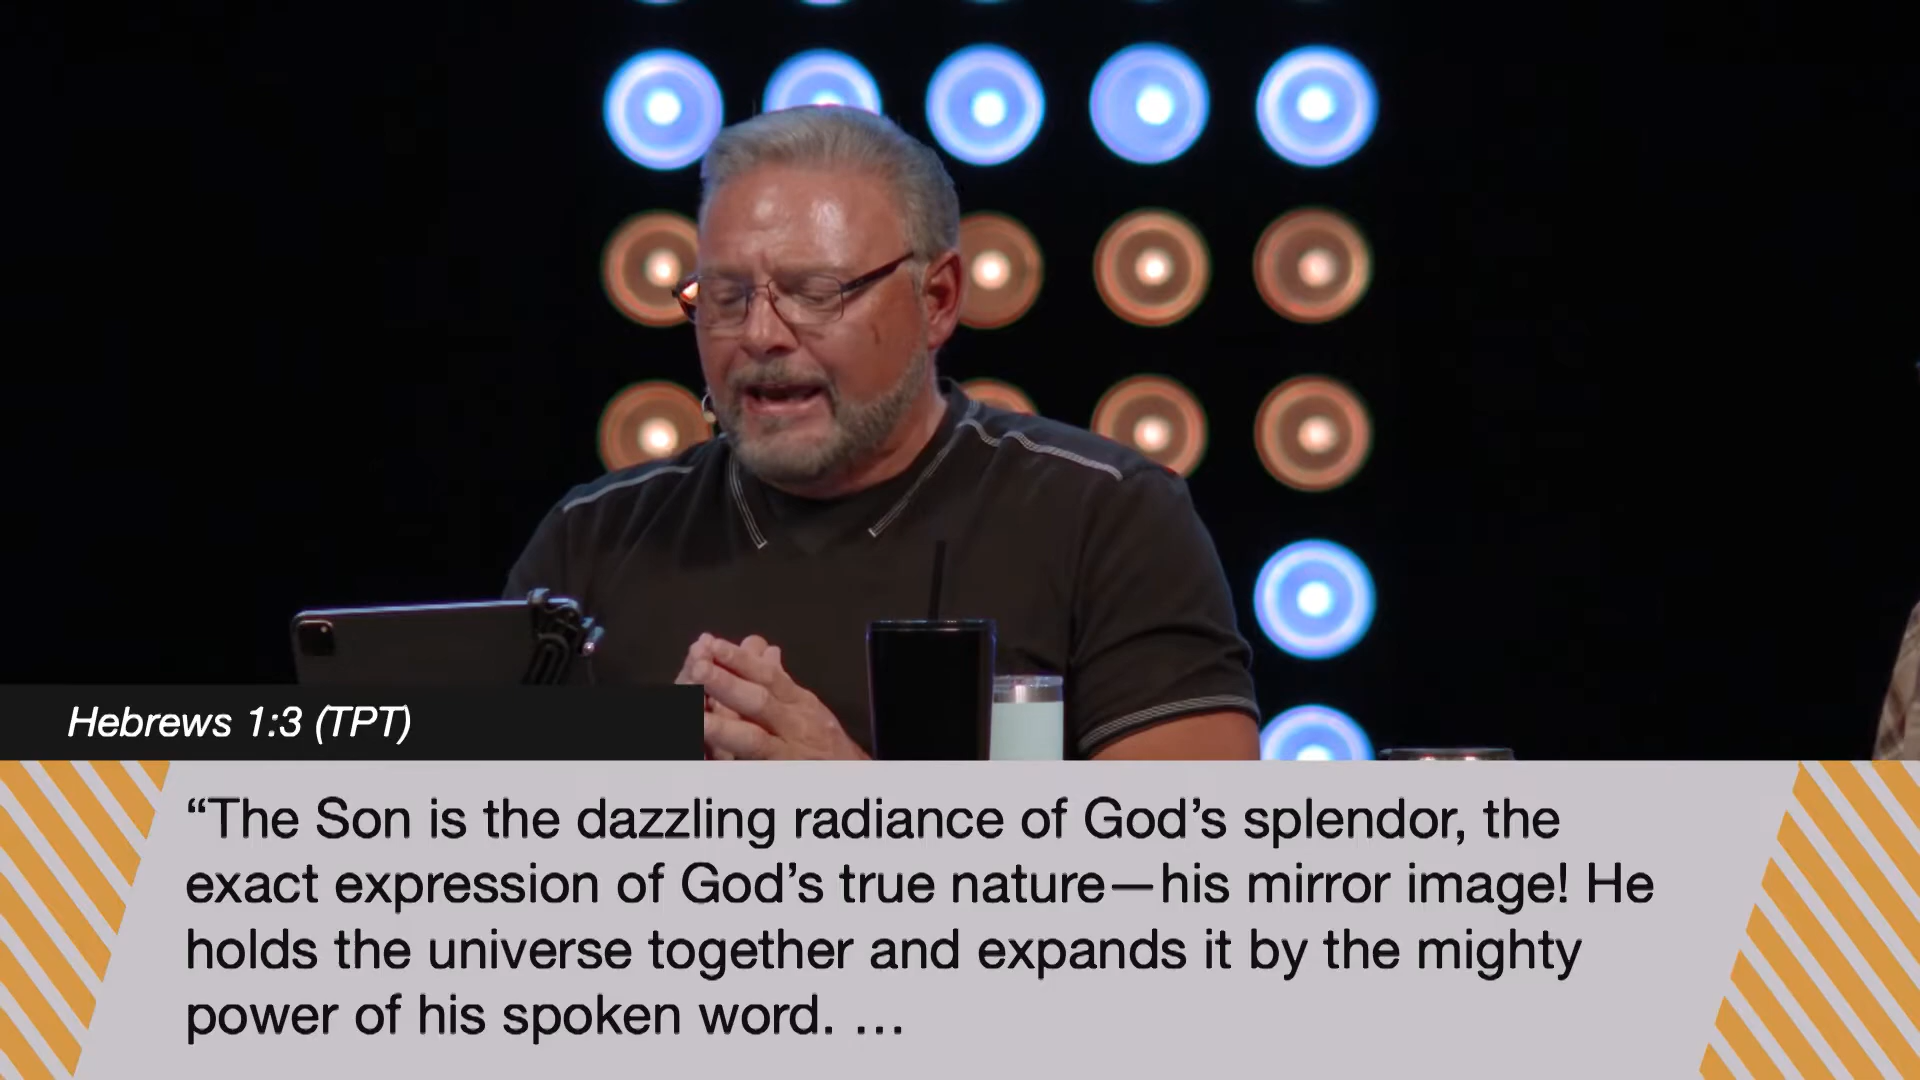 Hebrews 1:3 (TPT)
“The Son is the dazzling radiance of God’s splendor, the
exact expression of God’s true nature—his mirror image! He
holds the universe together and expands it by the mighty
power of his spoken word. …